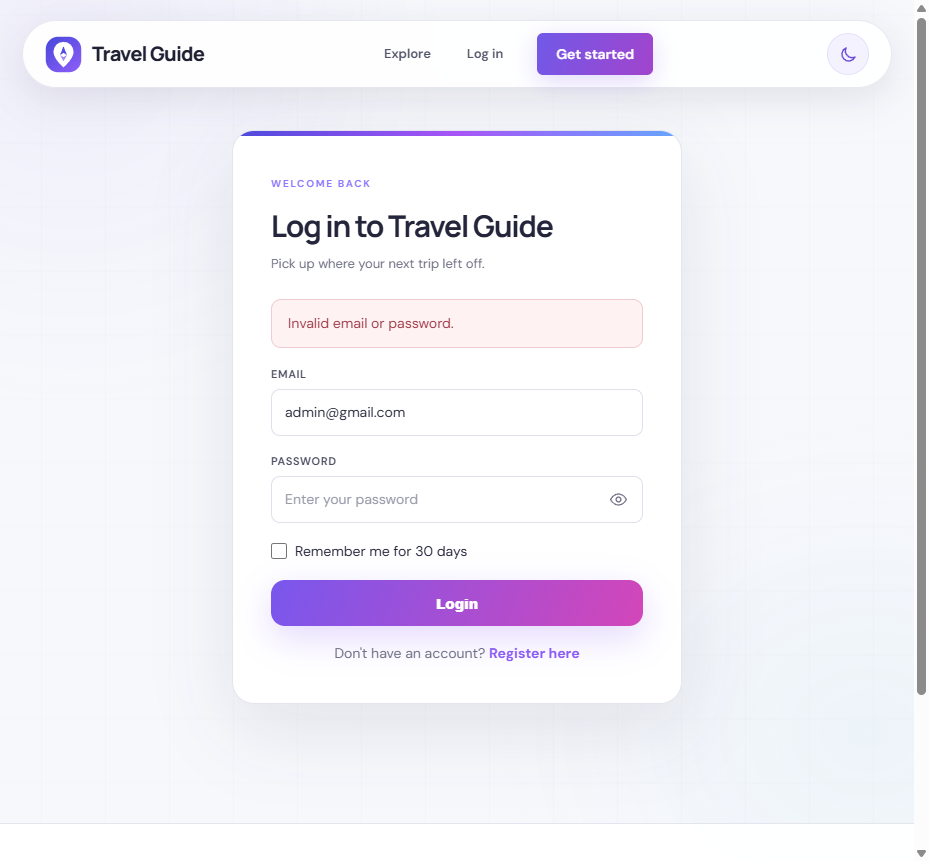 Travel Guide
Explore
Log in
Get started
WELCOME BACK
Log in to Travel Guide
Pick up where your next trip left off.
Invalid email or password.
EMAIL
admin@gmail.com
PASSWORD
Enter your password
Remember me for 30 days
Login
Don't have an account? Register here